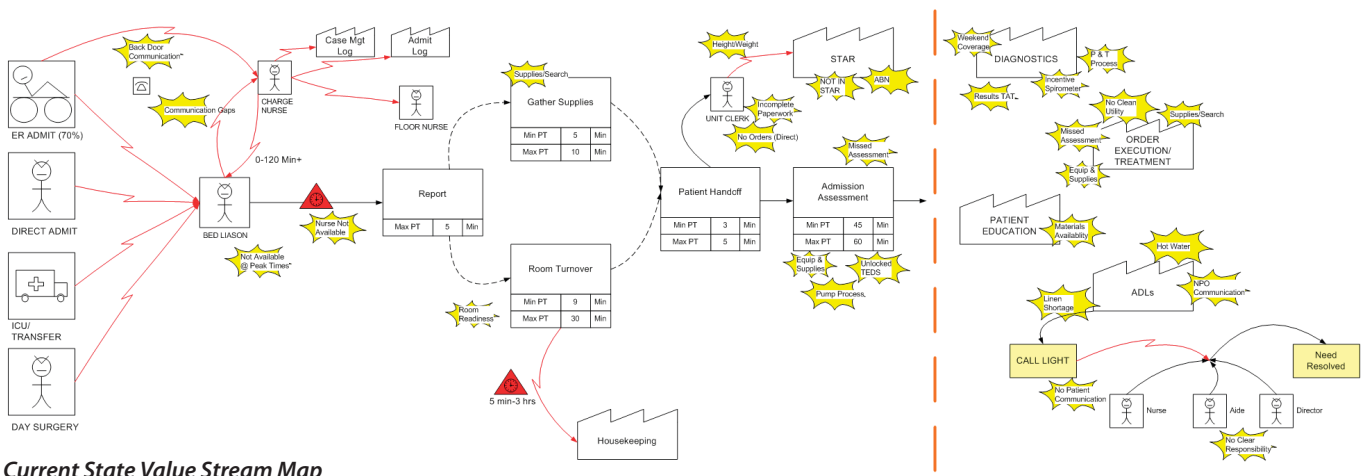 Back Door
Communication
Communication Gaps
ER ADMIT (70%)
DIRECT ADMIT
ICU/
TRANSFER
DAY SURGERY
CHARGE
NURSE
Case Mgt
Log
Admit
Log
FLOOR NURSE
0-120 Min+
BED LIASON
Not Available
@ Peak Times
Nurse Not
Available
Report
Max PT 5 Min
Supplies/Search
Gather Supplies
Min PT 5 Min
Max PT 10 Min
Room Turnover
Min PT 9 Min
Max PT 30 Min
Room
Readiness
5 min-3 hrs
Housekeeping
Height/Weight
UNIT CLERK
Incomplete
Paperwork
No Orders (Direct)
STAR
NOT IN
STAR
ABN
Patient Handoff
Min PT 3 Min
Max PT 5 Min
Missed
Assessment
Admission
Assessment
Min PT 45 Min
Max PT 60 Min
Equip &
Supplies
Unlocked
TEDS
Pump Process
Weekend
Coverage
DIAGNOSTICS
P & T
Process
Results TAT
Incentive
Spirometer
No Clean
Utility
Supplies/Search
Missed
Assessment
ORDER
EXECUTION/
TREATMENT
Equip &
Supplies
PATIENT
EDUCATION
Materials
Availablity
Hot Water
ADLs
NPO
Communication
Linen
Shortage
CALL LIGHT
No Patient
Communication
Nurse
Aide
Director
No Clear
Responsibility
Need
Resolved
Current State Value Stream Map